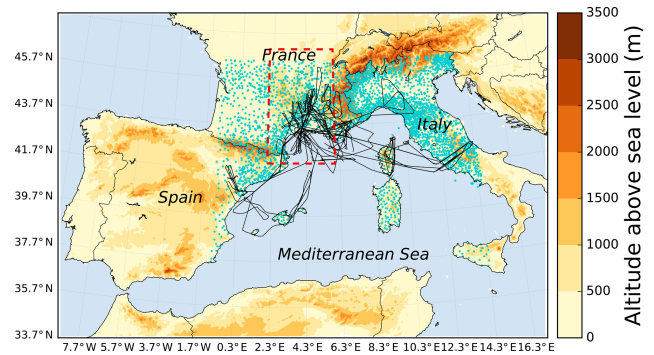 45.7°N
43.7°N
41.7°N
39.7°N
37.7°N
35.7°N
33.7°N
7.7°W 5.7°W 3.7°W 1.7°W 0.3°E 2.3°E 4.3°E 6.3°E 8.3°E 10.3°E 12.3°E 14.3°E 16.3°E
France
Italy
Spain
Mediterranean Sea
3500
3000
2500
2000
1500
1000
500
0
Altitude above sea level (m)